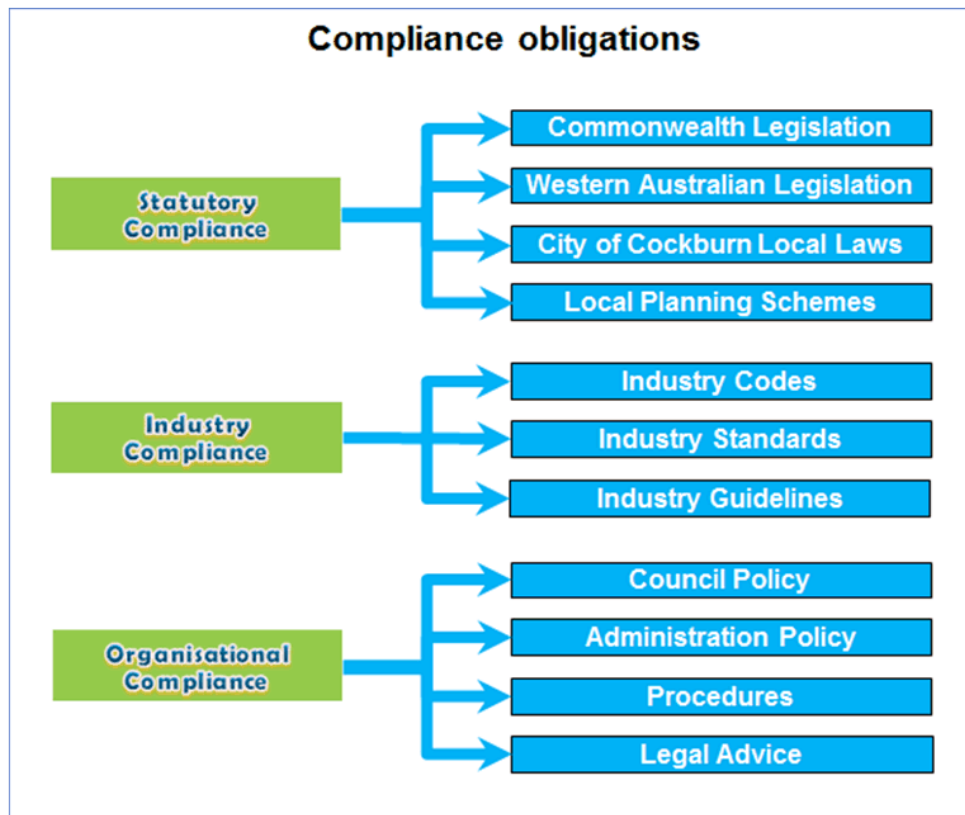 Compliance obligations
Statutory
Compliance
Commonwealth Legislation
Western Australian Legislation
City of Cockburn Local Laws
Local Planning Schemes
Industry
Compliance
Industry Codes
Industry Standards
Industry Guidelines
Organisational
Compliance
Council Policy
Administration Policy
Procedures
Legal Advice